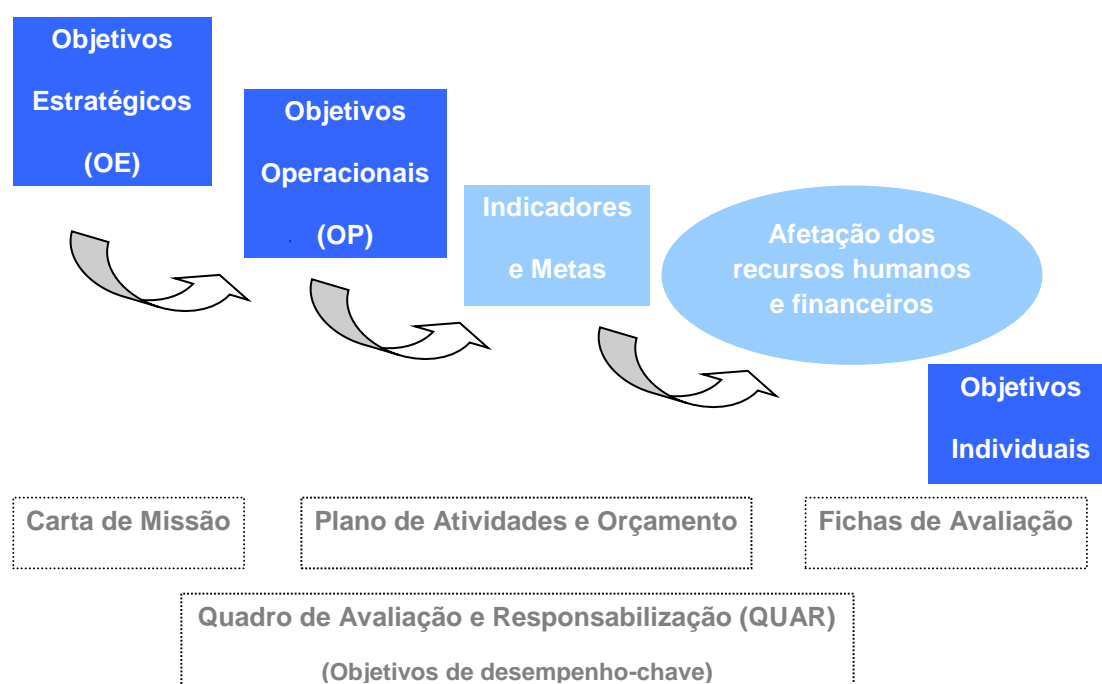 Objetivos
Estratégicos
(OE)
Objetivos
Operacionais
(OP)
Indicadores
e Metas
Afetação dos
recursos humanos
e financeiros
Objetivos
Individuais
Carta de Missão
Plano de Atividades e Orçamento
Fichas de Avaliação
Quadro de Avaliação e Responsabilização (QUAR)
(Objetivos de desempenho-chave)